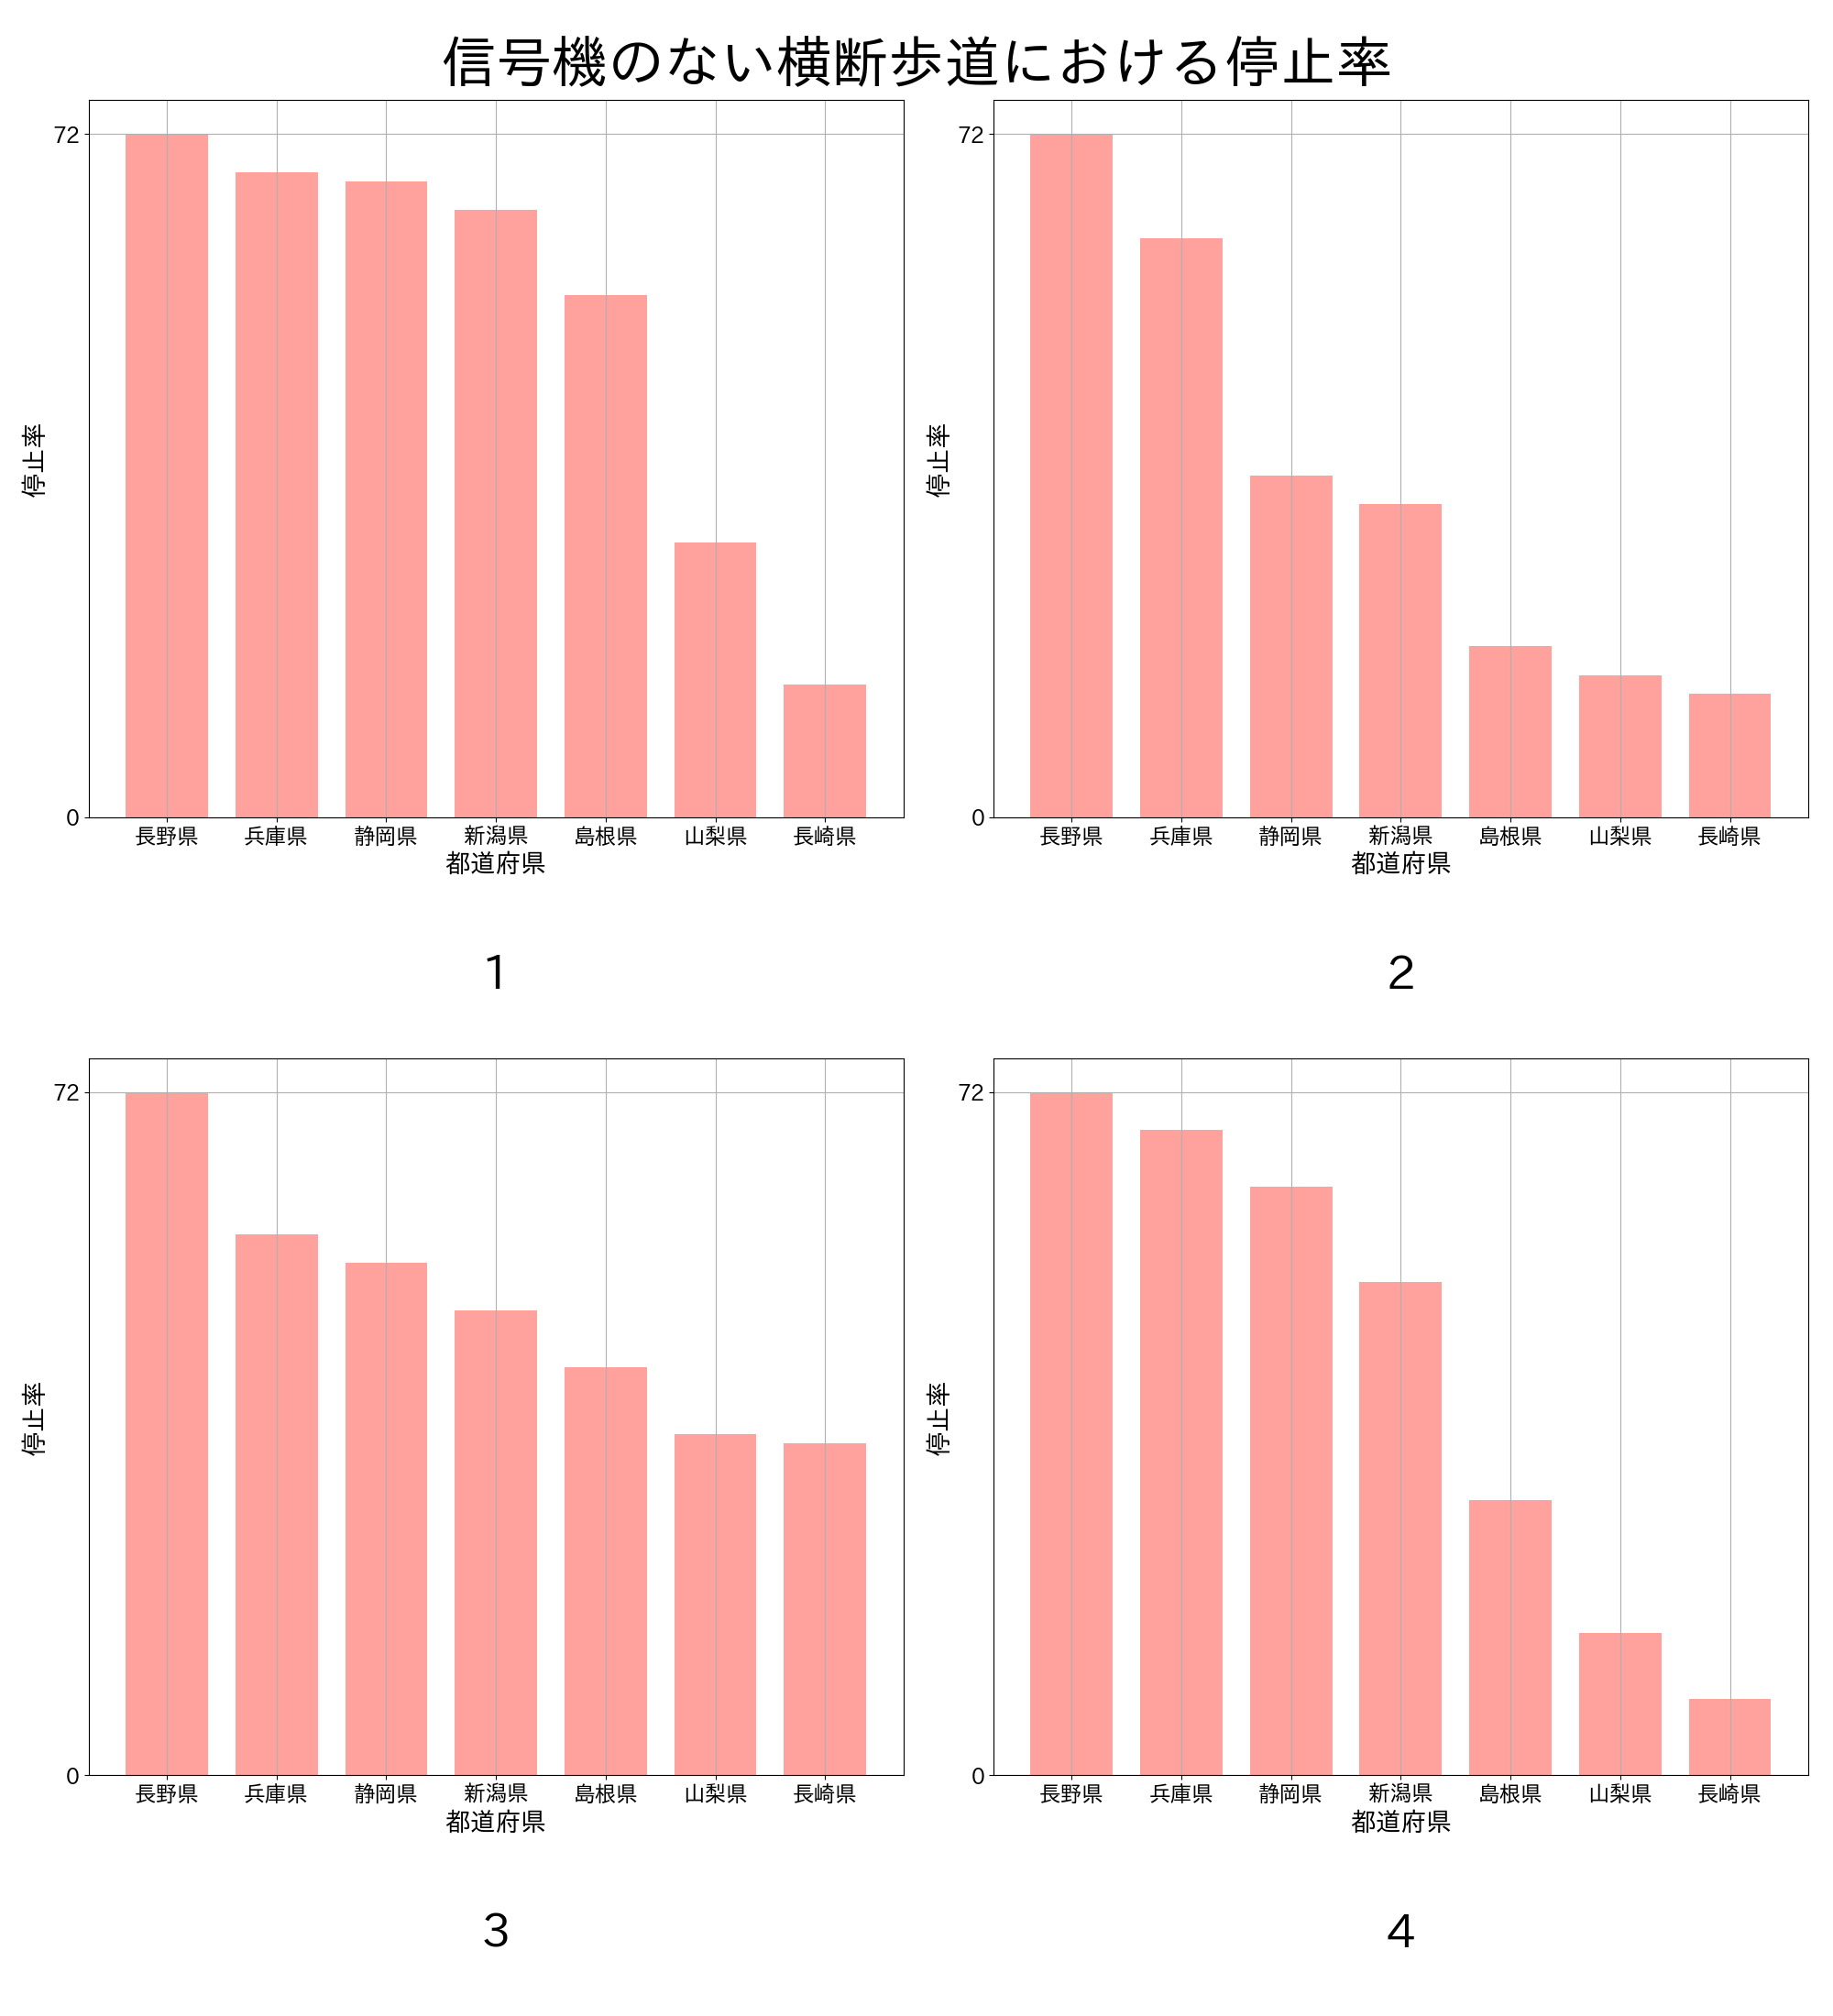 信号機のない横断歩道における停止率
72
0
停止率
長野県 兵庫県 静岡県 新潟県 島根県 山梨県 長崎県
都道府県
1
72
0
停止率
長野県 兵庫県 静岡県 新潟県 島根県 山梨県 長崎県
都道府県
2
72
0
停止率
長野県 兵庫県 静岡県 新潟県 島根県 山梨県 長崎県
都道府県
3
72
0
停止率
長野県 兵庫県 静岡県 新潟県 島根県 山梨県 長崎県
都道府県
4